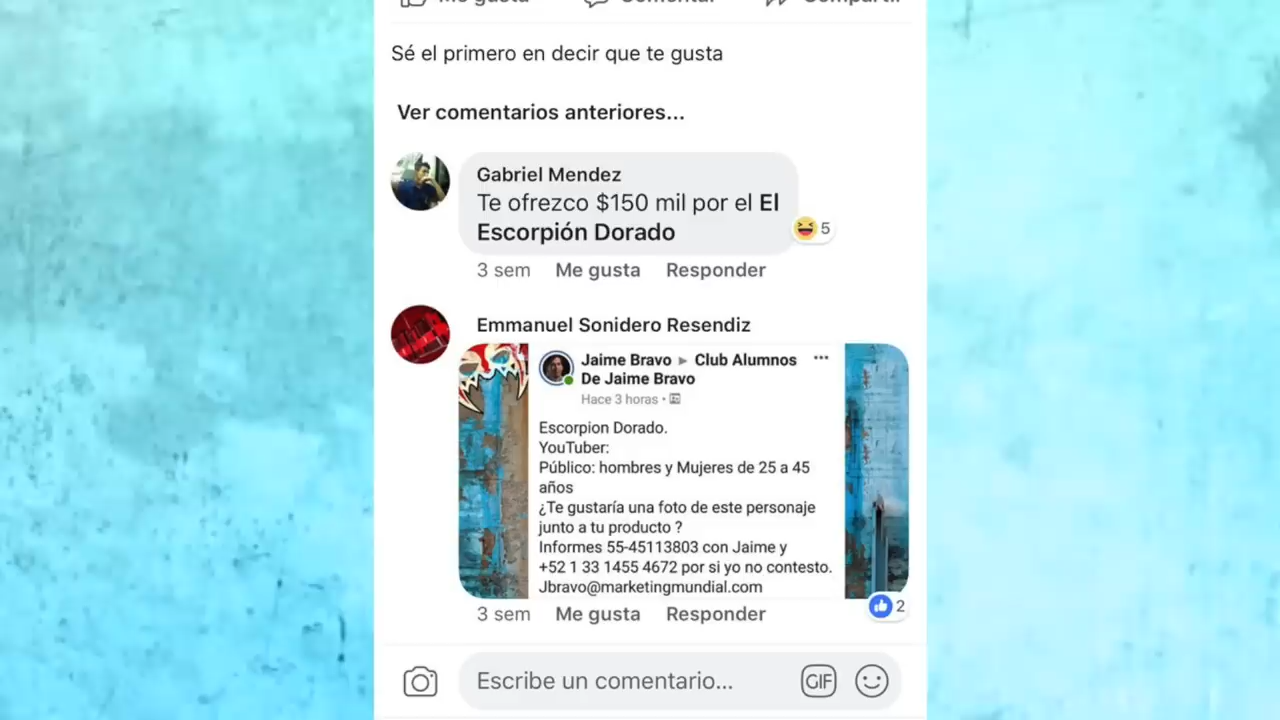 Me gusta Comentar Compartir
Sé el primero en decir que te gusta
Ver comentarios anteriores...
Gabriel Mendez
Te ofrezco $150 mil por el El
Escorpión Dorado
5
3 sem Me gusta Responder
Emmanuel Sonidero Resendiz
Jaime Bravo ▸ Club Alumnos
De Jaime Bravo
Hace 3 horas •
Escorpion Dorado.
YouTuber:
Público: hombres y Mujeres de 25 a 45
años
¿Te gustaría una foto de este personaje
junto a tu producto ?
Informes 55-45113803 con Jaime y
+52 1 33 1455 4672 por si yo no contesto.
Jbravo@marketingmundial.com
2
3 sem Me gusta Responder
Escribe un comentario...
GIF